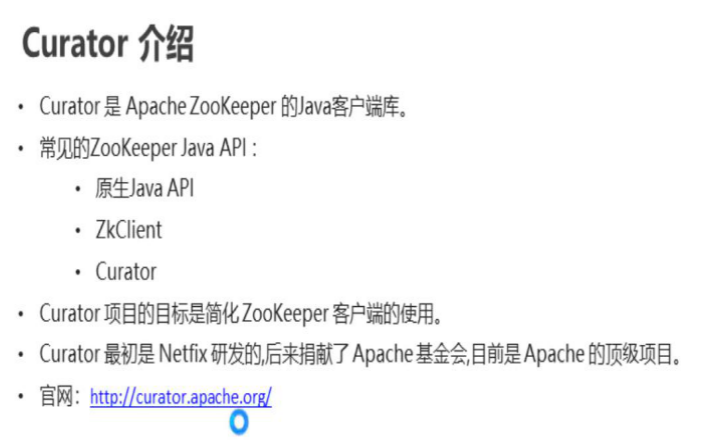 Curator 介绍
• Curator 是 Apache ZooKeeper 的Java客户端库。
• 常见的ZooKeeper Java API：
• 原生Java API
• ZkClient
• Curator
• Curator 项目的目标是简化 ZooKeeper 客户端的使用。
• Curator 最初是 Netfix 研发的,后来捐献了 Apache 基金会,目前是 Apache 的顶级项目。
• 官网：http://curator.apache.org/